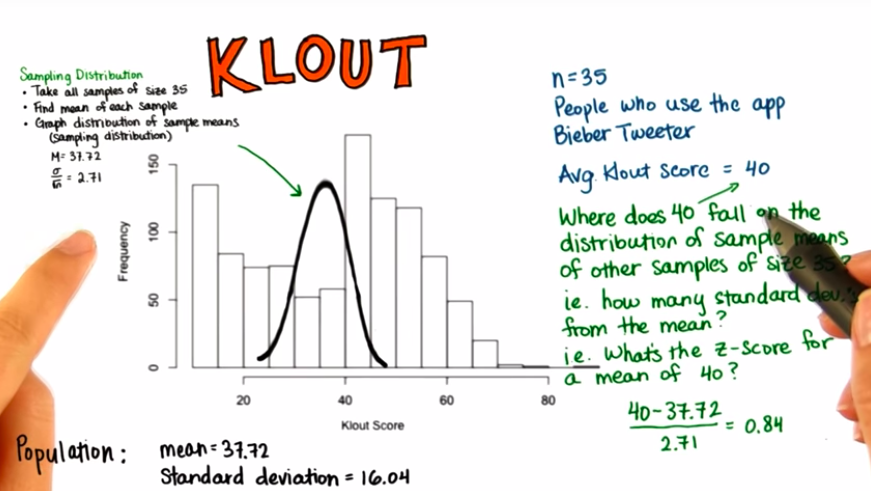 KLOUT
Sampling Distribution
• Take all samples of size 35
• Find mean of each sample
• Graph distribution of sample means
(sampling distribution)
M = 37.72
σ/√n = 2.71
n = 35
People who use the app
Bieber Tweeter
Avg. Klout Score = 40
Where does 40 fall on the
distribution of sample means
of other samples of size 35?
ie. how many standard dev.'s
from the mean?
ie. What's the z-score for
a mean of 40?
40-37.72
2.71
= 0.84
Frequency
150
100
50
0
20
40
60
80
Klout Score
Population:
mean = 37.72
Standard deviation = 16.04